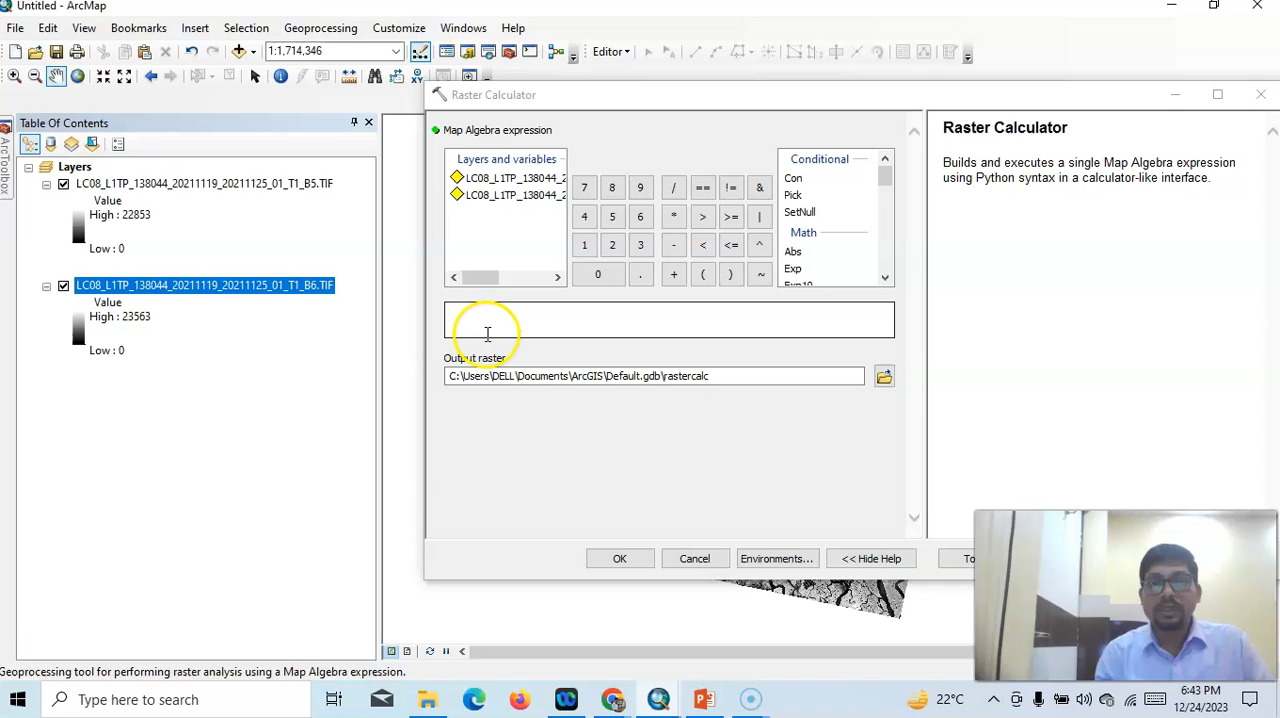 Untitled - ArcMap
File Edit View Bookmarks Insert Selection Geoprocessing Customize Windows Help
1:1,714,346
Editor
Raster Calculator
Table Of Contents
ArcToolbox
Layers
LC08_L1TP_138044_20211119_20211125_01_T1_B5.TIF
Value
High : 22853
Low : 0
LC08_L1TP_138044_20211119_20211125_01_T1_B6.TIF
Value
High : 23563
Low : 0
Map Algebra expression
Layers and variables
LC08_L1TP_138044_2
LC08_L1TP_138044_2
7 8 9 / == != &
4 5 6 * > >= |
1 2 3 - < <= ^
0 . + ( ) ~
Conditional
Con
Pick
SetNull
Math
Abs
Exp
Exp10
Output raster
C:\Users\DELL\Documents\ArcGIS\Default.gdb\rastercalc
OK Cancel Environments... << Hide Help To
Raster Calculator
Builds and executes a single Map Algebra expression
using Python syntax in a calculator-like interface.
Geoprocessing tool for performing raster analysis using a Map Algebra expression.
Type here to search
22°C
6:43 PM
12/24/2023